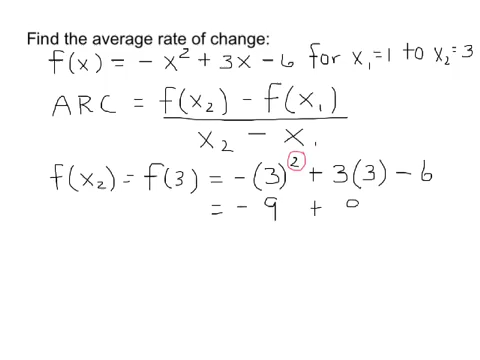 Find the average rate of change:
f(x) = - x² + 3x - 6 for x₁=1 to x₂=3
ARC = f(x₂) - f(x₁)
x₂ - x₁
f(x₂) = f(3) = -(3)² + 3(3) - 6
= - 9 +